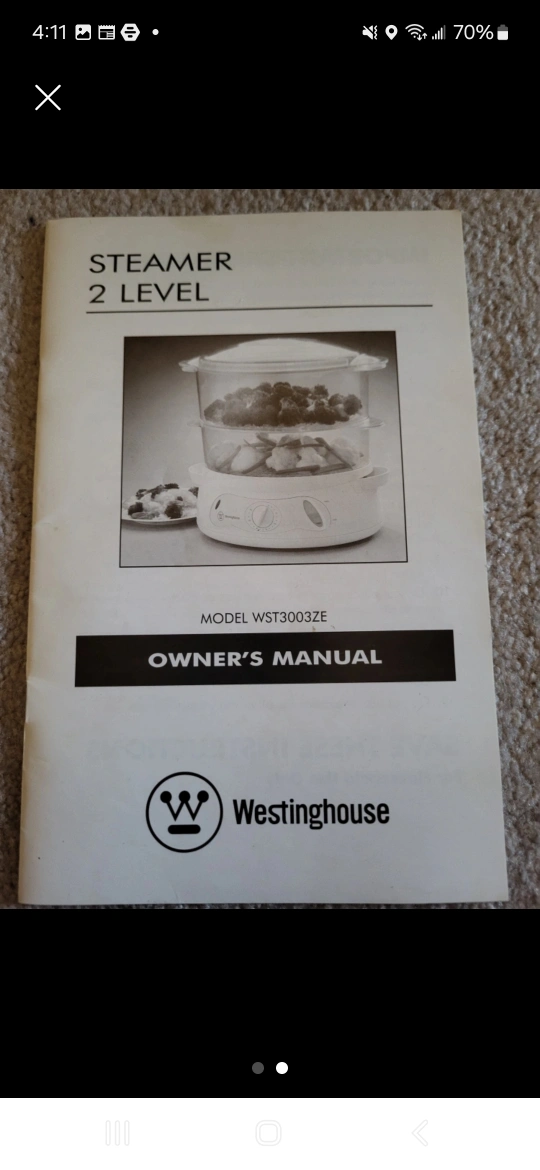 4:11
70%
STEAMER
2 LEVEL
MODEL WST3003ZE
OWNER'S MANUAL
Westinghouse